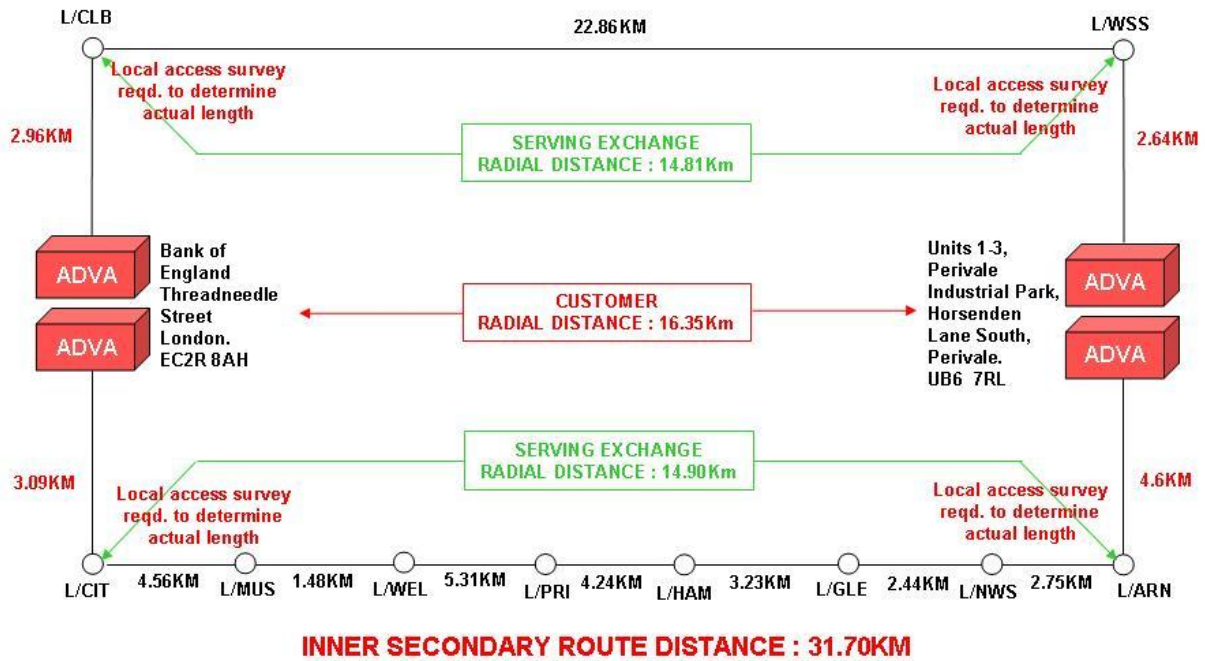 L/CLB
22.86KM
L/WSS
Local access survey
reqd. to determine
actual length
Local access survey
reqd. to determine
actual length
2.96KM
SERVING EXCHANGE
RADIAL DISTANCE : 14.81Km
2.64KM
ADVA
ADVA
Bank of
England
Threadneedle
Street
London.
EC2R 8AH
CUSTOMER
RADIAL DISTANCE : 16.35Km
Units 1-3,
Perivale
Industrial Park,
Horsenden
Lane South,
Perivale.
UB6 7RL
ADVA
ADVA
3.09KM
SERVING EXCHANGE
RADIAL DISTANCE : 14.90Km
4.6KM
Local access survey
reqd. to determine
actual length
Local access survey
reqd. to determine
actual length
L/CIT
4.56KM
L/MUS
1.48KM
L/WEL
5.31KM
L/PRI
4.24KM
L/HAM
3.23KM
L/GLE
2.44KM
L/NWS
2.75KM
L/ARN
INNER SECONDARY ROUTE DISTANCE : 31.70KM